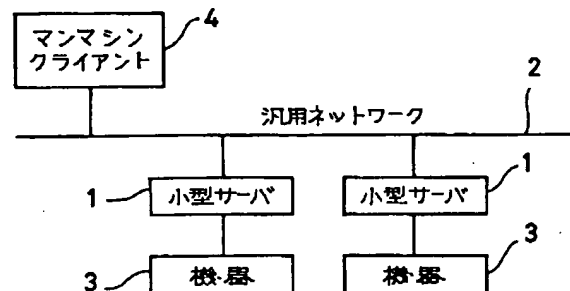 マンマシン
クライアント
4
汎用ネットワーク
2
1
小型サーバ
小型サーバ
1
3
機器
機器
3